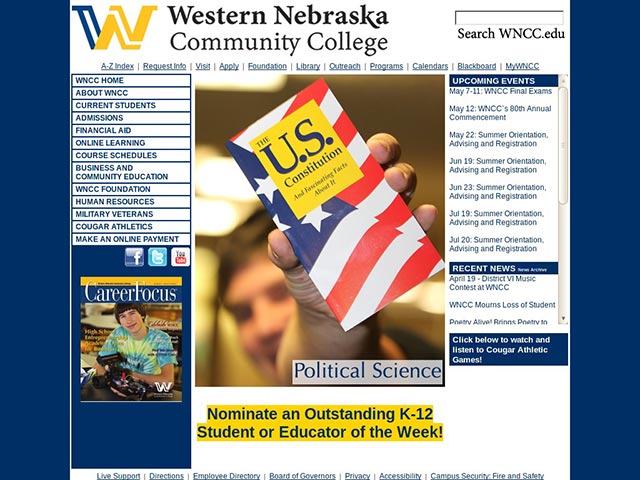 Western Nebraska
Community College
Search WNCC.edu
A-Z Index | Request Info | Visit | Apply | Foundation | Library | Outreach | Programs | Calendars | Blackboard | MyWNCC
WNCC HOME
ABOUT WNCC
CURRENT STUDENTS
ADMISSIONS
FINANCIAL AID
ONLINE LEARNING
COURSE SCHEDULES
BUSINESS AND
COMMUNITY EDUCATION
WNCC FOUNDATION
HUMAN RESOURCES
MILITARY VETERANS
COUGAR ATHLETICS
MAKE AN ONLINE PAYMENT
You
CareerFocus
High School
THE
U.S.
Constitution
And Fascinating Facts
About It
Political Science
Nominate an Outstanding K-12
Student or Educator of the Week!
UPCOMING EVENTS
May 7-11: WNCC Final Exams
May 12: WNCC's 80th Annual
Commencement
May 22: Summer Orientation,
Advising and Registration
Jun 19: Summer Orientation,
Advising and Registration
Jun 23: Summer Orientation,
Advising and Registration
Jul 19: Summer Orientation,
Advising and Registration
Jul 20: Summer Orientation,
Advising and Registration
RECENT NEWS News Archive
April 19 - District VI Music
Contest at WNCC
WNCC Mourns Loss of Student
Poetry Alive! Brings Poetry to
Click below to watch and
listen to Cougar Athletic
Games!
Live Support | Directions | Employee Directory | Board of Governors | Privacy | Accessibility | Campus Security: Fire and Safety